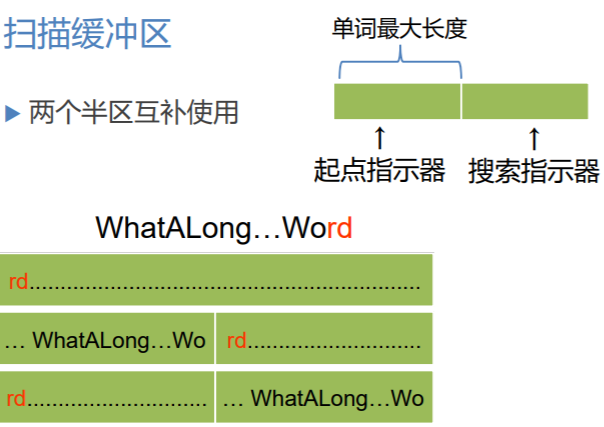 扫描缓冲区
单词最大长度
▶ 两个半区互补使用
↑ ↑
起点指示器 搜索指示器
WhatALong…Word
rd...............................................................
… WhatALong…Wo rd............................
rd............................. … WhatALong…Wo